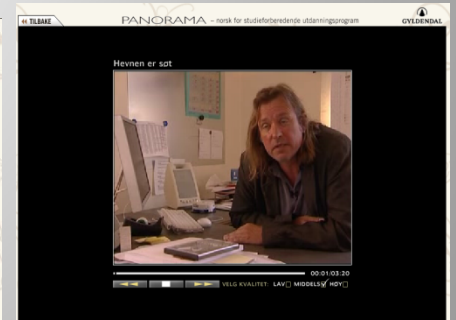 ◄◄ TILBAKE
PANORAMA – norsk for studieforberedende utdanningsprogram
GYLDENDAL
Hevnen er søt
00:01/03:20
VELG KVALITET: LAV MIDDELS HØY